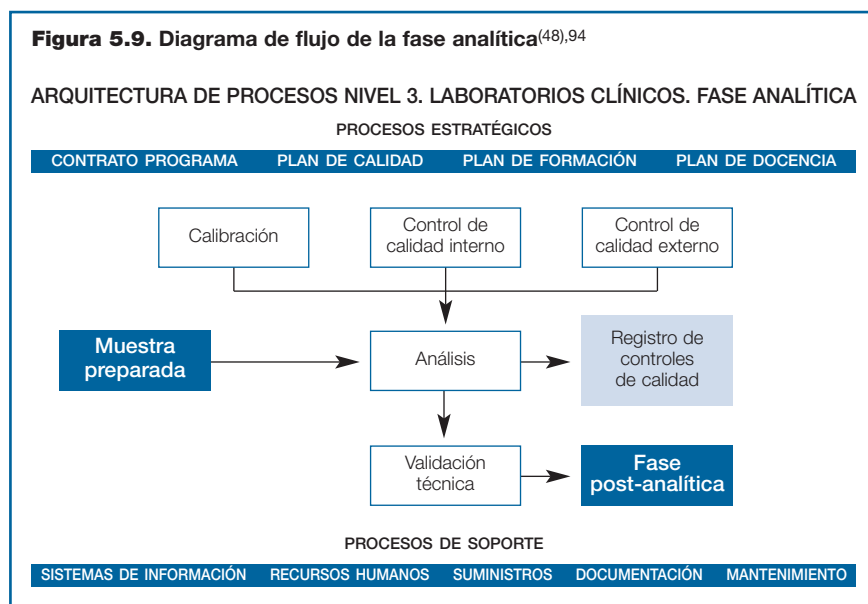 Figura 5.9. Diagrama de flujo de la fase analítica(48),94
ARQUITECTURA DE PROCESOS NIVEL 3. LABORATORIOS CLÍNICOS. FASE ANALÍTICA
PROCESOS ESTRATÉGICOS
CONTRATO PROGRAMA PLAN DE CALIDAD PLAN DE FORMACIÓN PLAN DE DOCENCIA
Calibración
Control de
calidad interno
Control de
calidad externo
Muestra
preparada
Análisis
Registro de
controles
de calidad
Validación
técnica
Fase
post-analítica
PROCESOS DE SOPORTE
SISTEMAS DE INFORMACIÓN RECURSOS HUMANOS SUMINISTROS DOCUMENTACIÓN MANTENIMIENTO